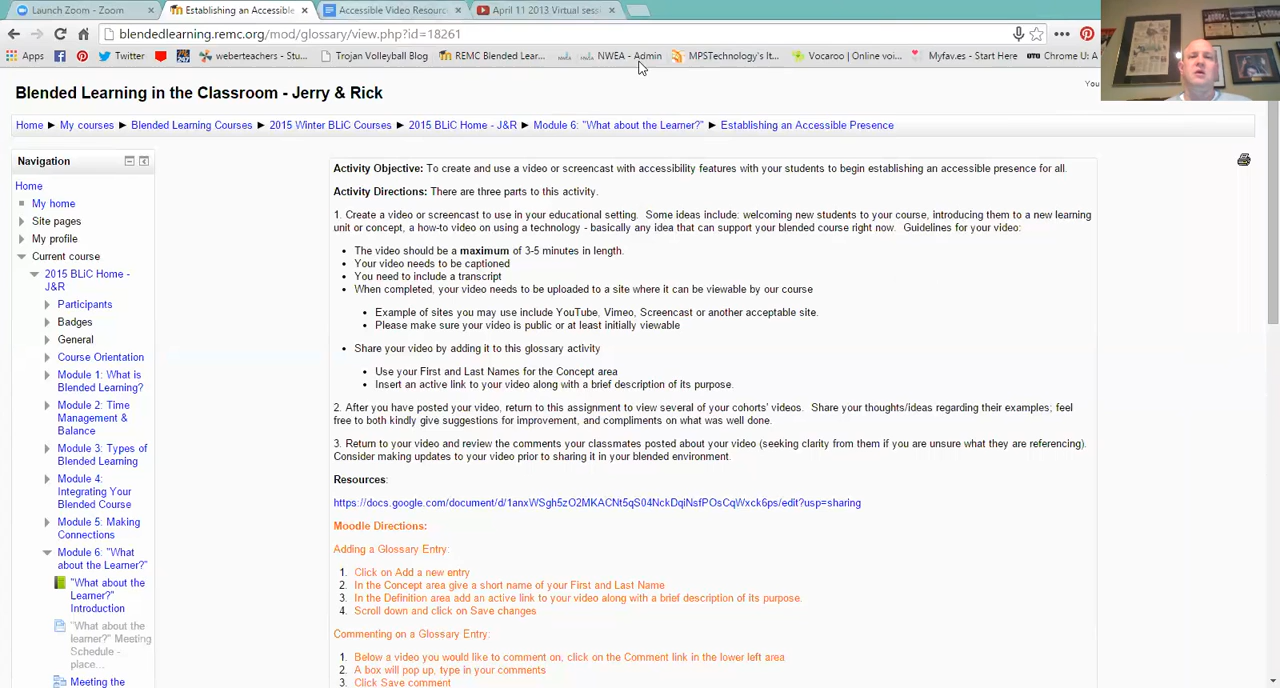 Launch Zoom - Zoom
Establishing an Accessible
Accessible Video Resourc
April 11 2013 Virtual sess
blendedlearning.remc.org/mod/glossary/view.php?id=18261
Apps
Twitter
weberteachers - Stu...
Trojan Volleyball Blog
REMC Blended Lear...
NWEA - Admin
MPSTechnology's It...
Vocaroo | Online voi...
Myfav.es - Start Here
Chrome U: A
Blended Learning in the Classroom - Jerry & Rick
You
Home ► My courses ► Blended Learning Courses ► 2015 Winter BLiC Courses ► 2015 BLiC Home - J&R ► Module 6: "What about the Learner?" ► Establishing an Accessible Presence
Navigation
Home
My home
Site pages
My profile
Current course
2015 BLiC Home -
J&R
Participants
Badges
General
Course Orientation
Module 1: What is
Blended Learning?
Module 2: Time
Management &
Balance
Module 3: Types of
Blended Learning
Module 4:
Integrating Your
Blended Course
Module 5: Making
Connections
Module 6: "What
about the Learner?"
"What about the
Learner?"
Introduction
"What about the
learner?" Meeting
Schedule -
place...
Meeting the
Activity Objective: To create and use a video or screencast with accessibility features with your students to begin establishing an accessible presence for all.
Activity Directions: There are three parts to this activity.
1. Create a video or screencast to use in your educational setting. Some ideas include: welcoming new students to your course, introducing them to a new learning
unit or concept, a how-to video on using a technology - basically any idea that can support your blended course right now. Guidelines for your video:
• The video should be a maximum of 3-5 minutes in length.
• Your video needs to be captioned
• You need to include a transcript
• When completed, your video needs to be uploaded to a site where it can be viewable by our course
• Example of sites you may use include YouTube, Vimeo, Screencast or another acceptable site.
• Please make sure your video is public or at least initially viewable
• Share your video by adding it to this glossary activity
• Use your First and Last Names for the Concept area
• Insert an active link to your video along with a brief description of its purpose.
2. After you have posted your video, return to this assignment to view several of your cohorts' videos. Share your thoughts/ideas regarding their examples; feel
free to both kindly give suggestions for improvement, and compliments on what was well done.
3. Return to your video and review the comments your classmates posted about your video (seeking clarity from them if you are unsure what they are referencing).
Consider making updates to your video prior to sharing it in your blended environment.
Resources:
https://docs.google.com/document/d/1anxWSgh5zO2MKACNt5qS04NckDqiNsfPOsCqWxck6ps/edit?usp=sharing
Moodle Directions:
Adding a Glossary Entry:
1. Click on Add a new entry
2. In the Concept area give a short name of your First and Last Name
3. In the Definition area add an active link to your video along with a brief description of its purpose.
4. Scroll down and click on Save changes
Commenting on a Glossary Entry:
1. Below a video you would like to comment on, click on the Comment link in the lower left area
2. A box will pop up, type in your comments
3. Click Save comment